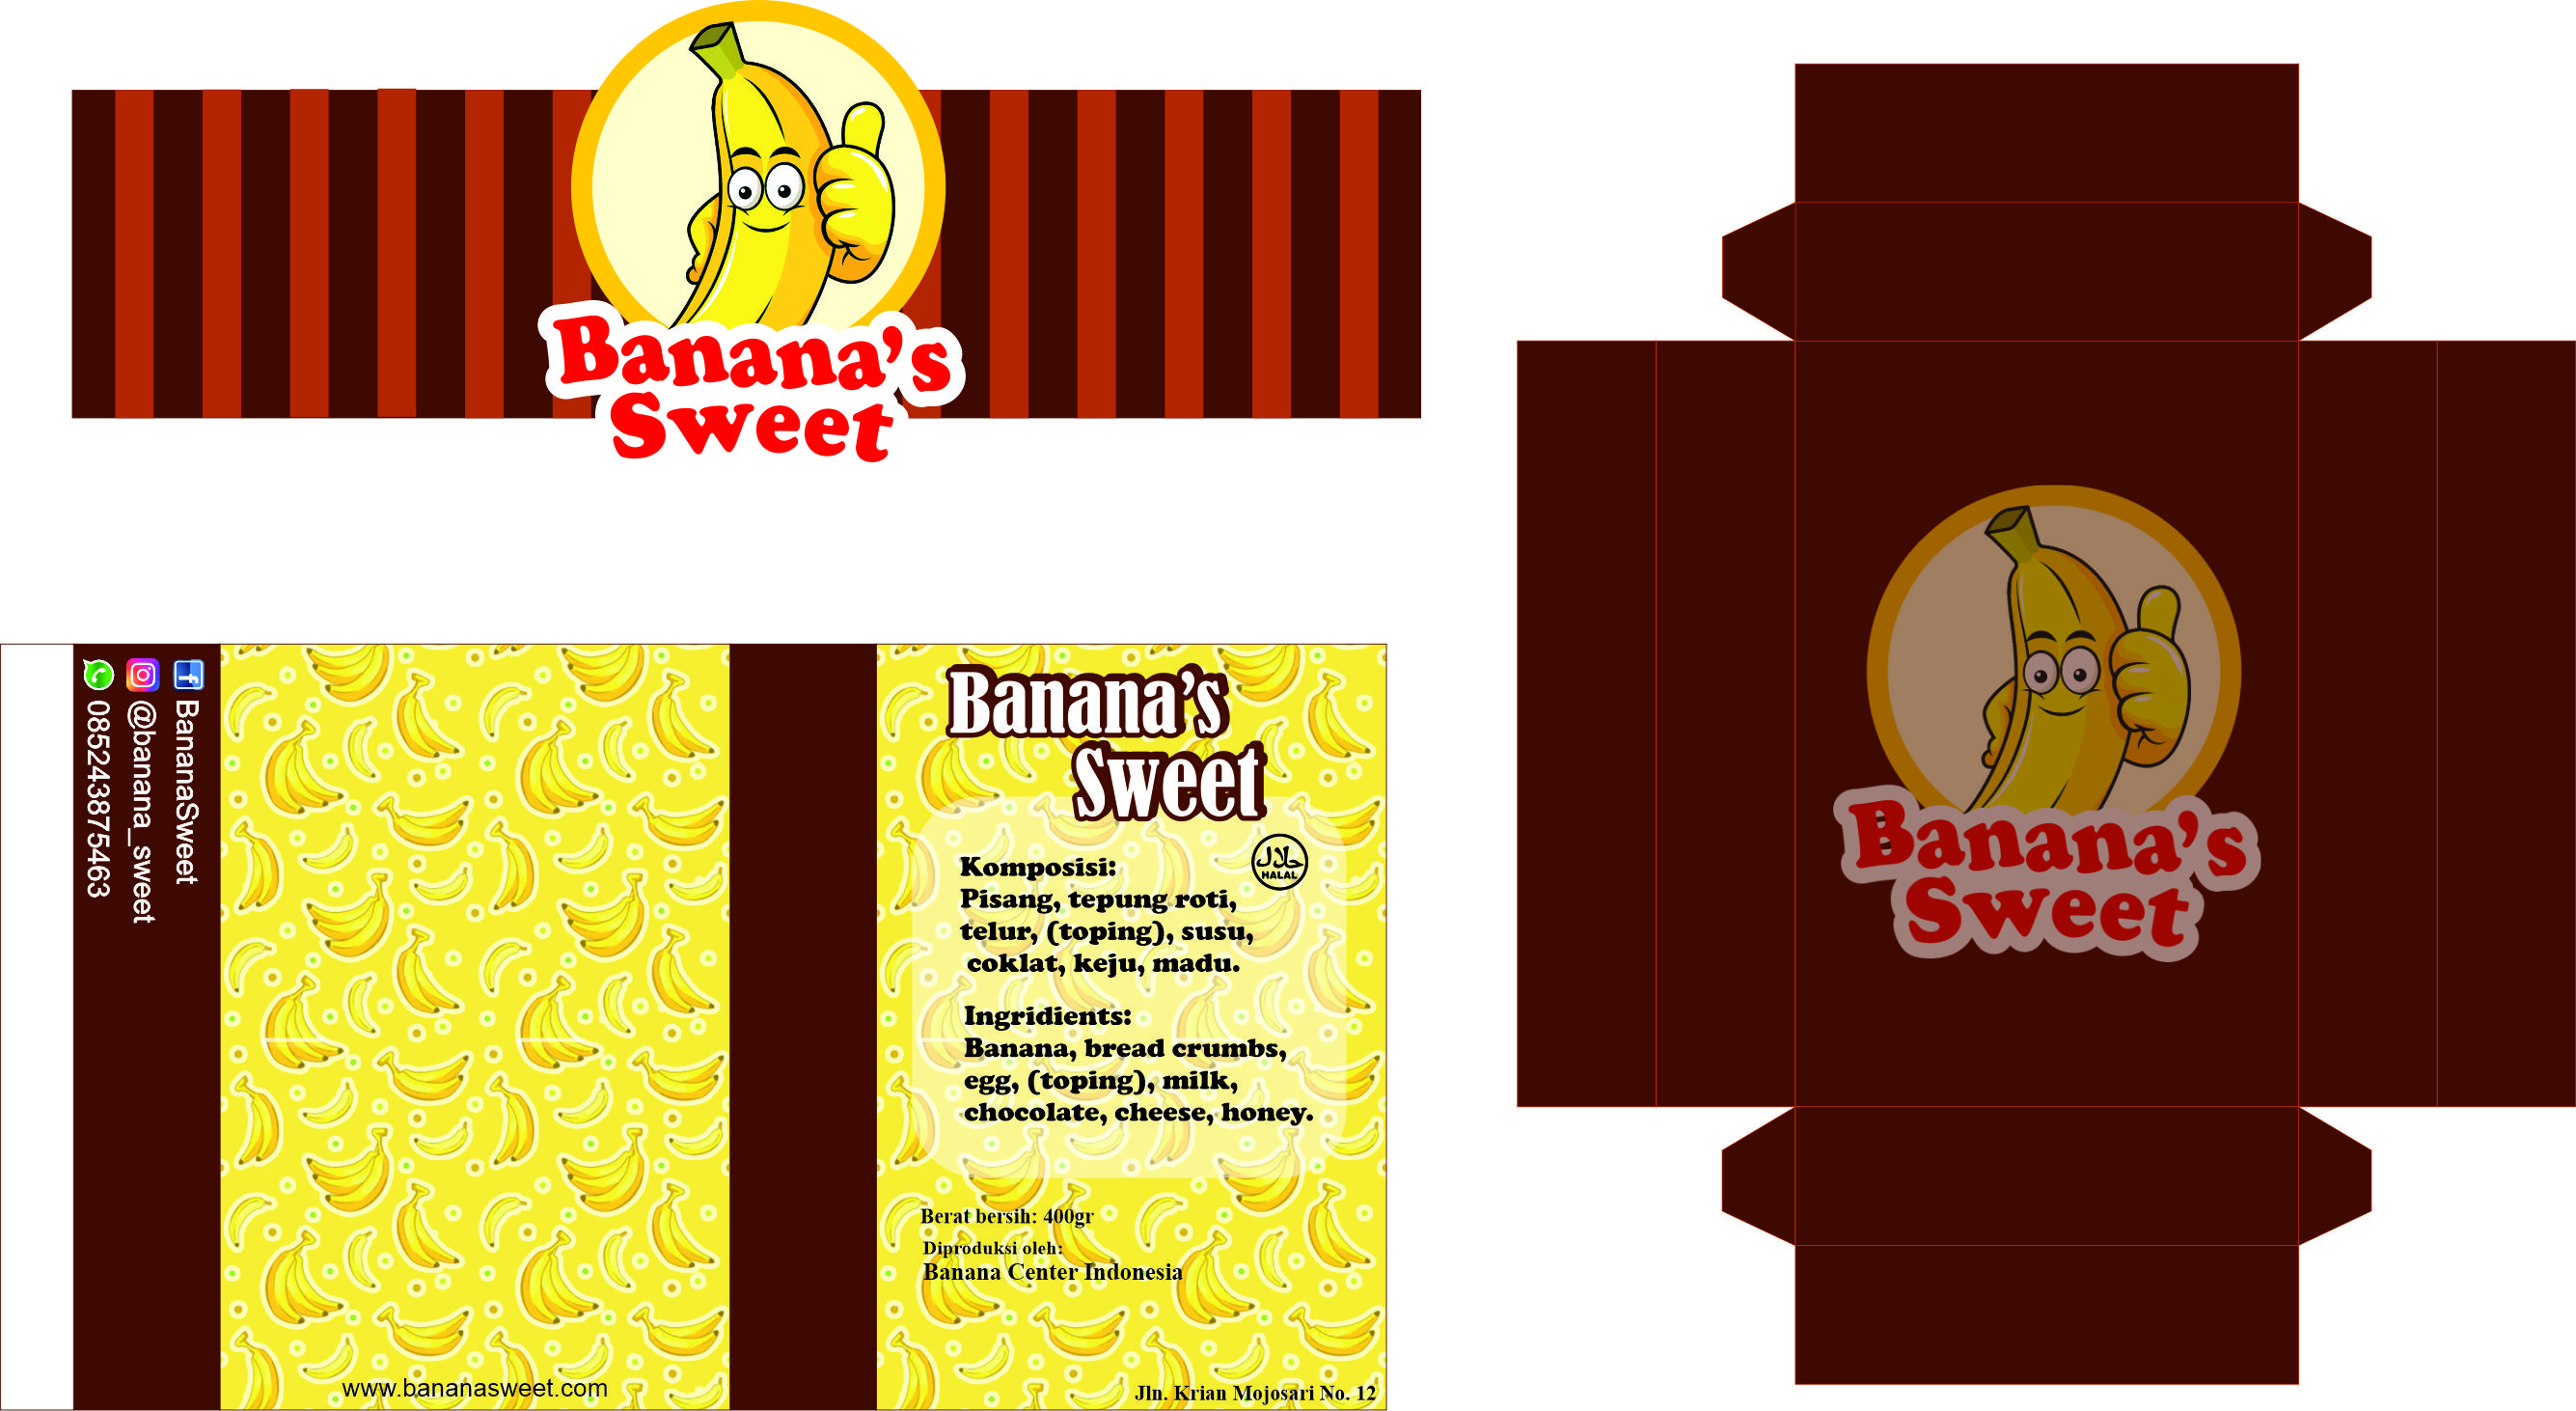 Banana's
Sweet
BananaSweet
@banana_sweet
085243875463
www.bananasweet.com
Banana's
Sweet
حلال
HALAL
Komposisi:
Pisang, tepung roti,
telur, (toping), susu,
coklat, keju, madu.
Ingridients:
Banana, bread crumbs,
egg, (toping), milk,
chocolate, cheese, honey.
Berat bersih: 400gr
Diproduksi oleh:
Banana Center Indonesia
Jln. Krian Mojosari No. 12
Banana's
Sweet